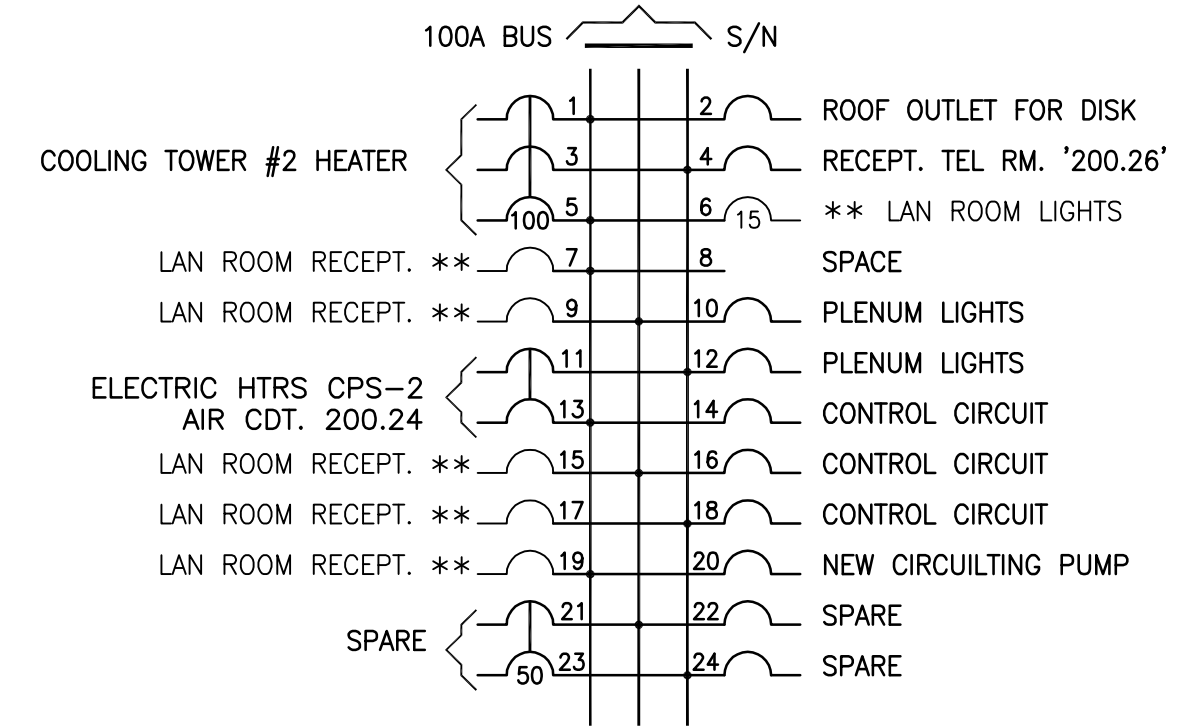 100A BUS S/N
1 2 ROOF OUTLET FOR DISK
COOLING TOWER #2 HEATER 3 4 RECEPT. TEL RM. '200.26'
100 5 6 15 ** LAN ROOM LIGHTS
LAN ROOM RECEPT. ** 7 8 SPACE
LAN ROOM RECEPT. ** 9 10 PLENUM LIGHTS
11 12 PLENUM LIGHTS
ELECTRIC HTRS CPS-2
AIR CDT. 200.24 13 14 CONTROL CIRCUIT
LAN ROOM RECEPT. ** 15 16 CONTROL CIRCUIT
LAN ROOM RECEPT. ** 17 18 CONTROL CIRCUIT
LAN ROOM RECEPT. ** 19 20 NEW CIRCUILTING PUMP
21 22 SPARE
SPARE
50 23 24 SPARE